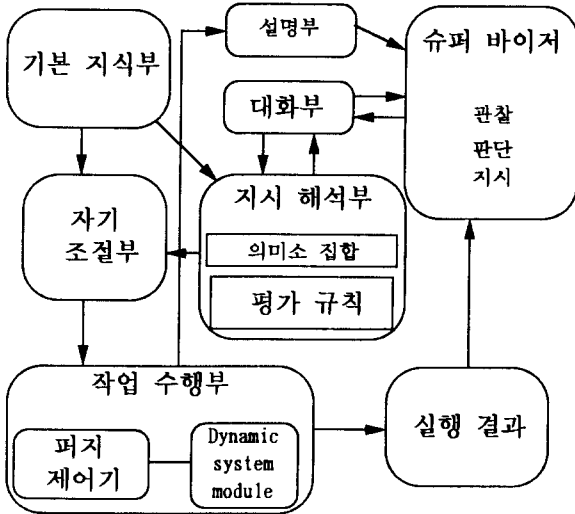 설명부
슈퍼 바이저
기본 지식부
대화부
관찰
판단
지시
지시 해석부
자기
조절부
의미소 집합
평가 규칙
작업 수행부
실행 결과
퍼지
제어기
Dynamic
system
module